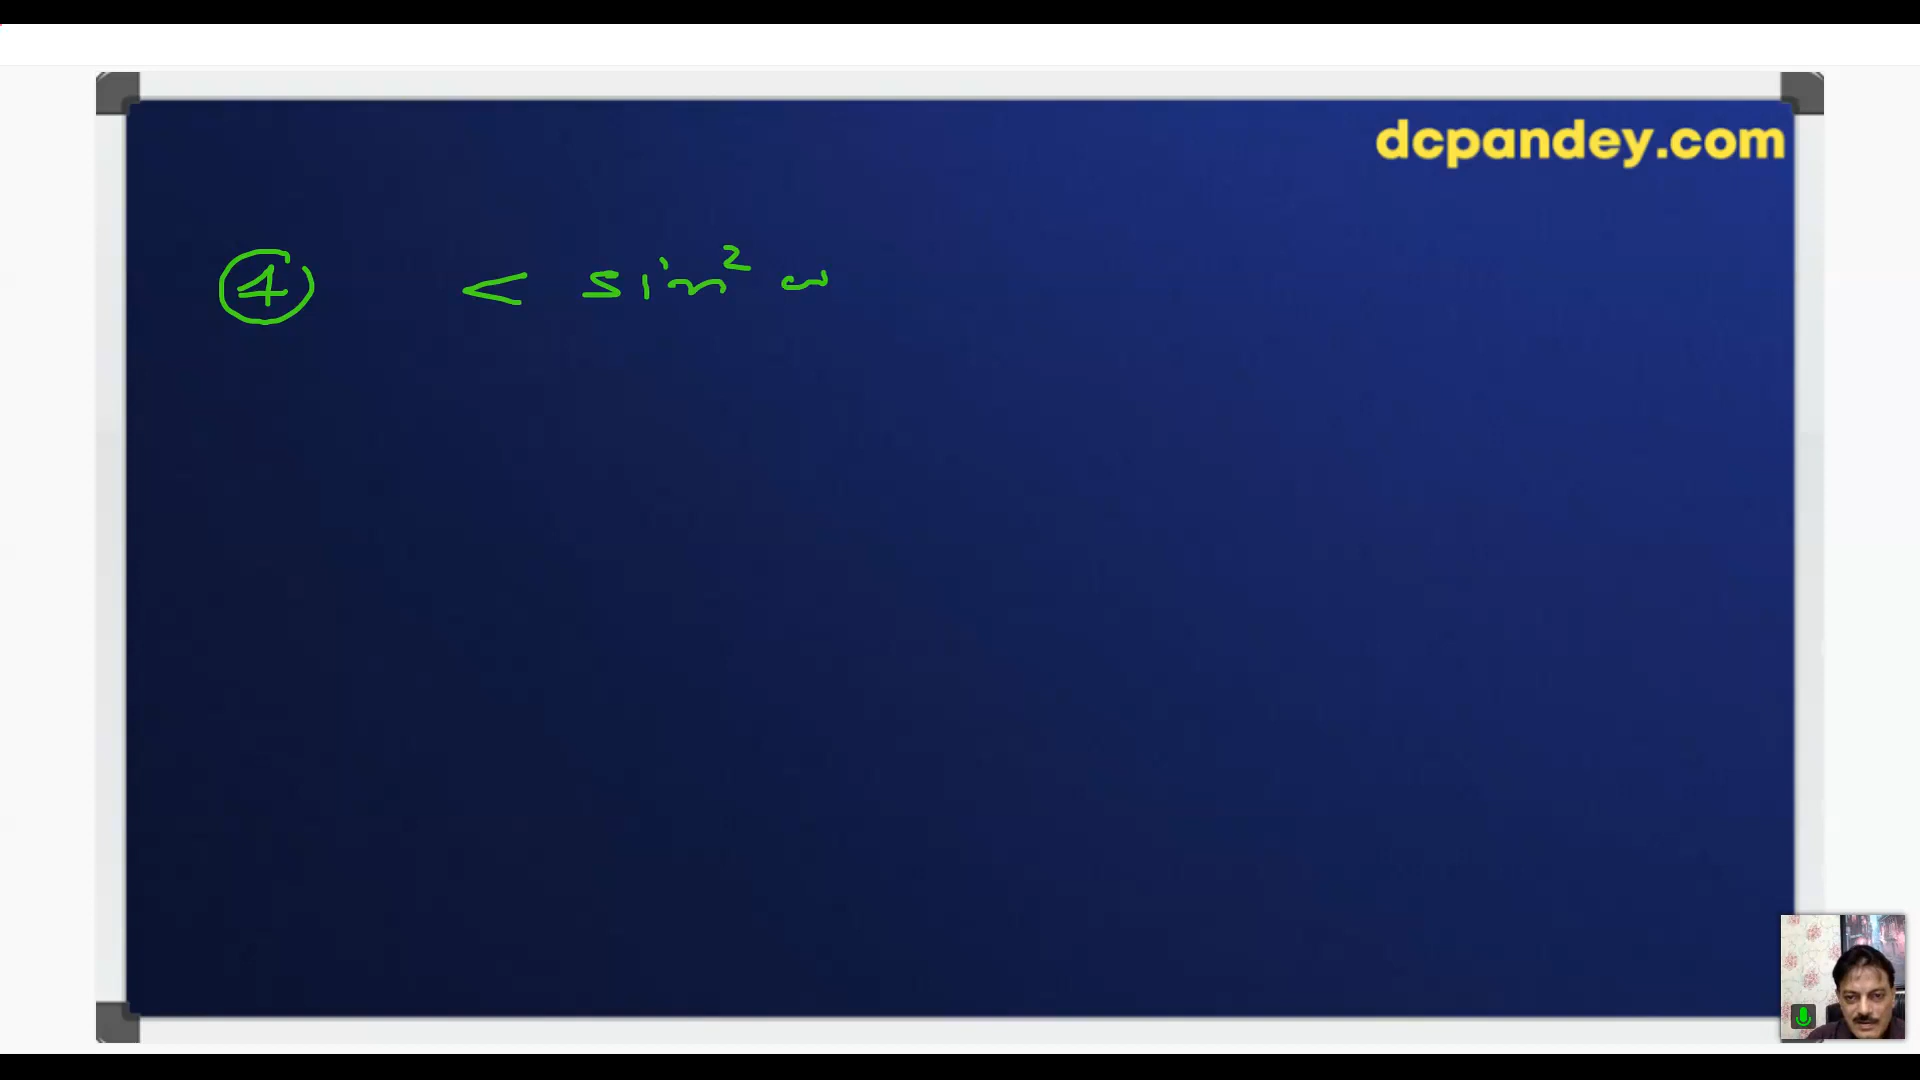 dcpandey.com
④ < sin² ω